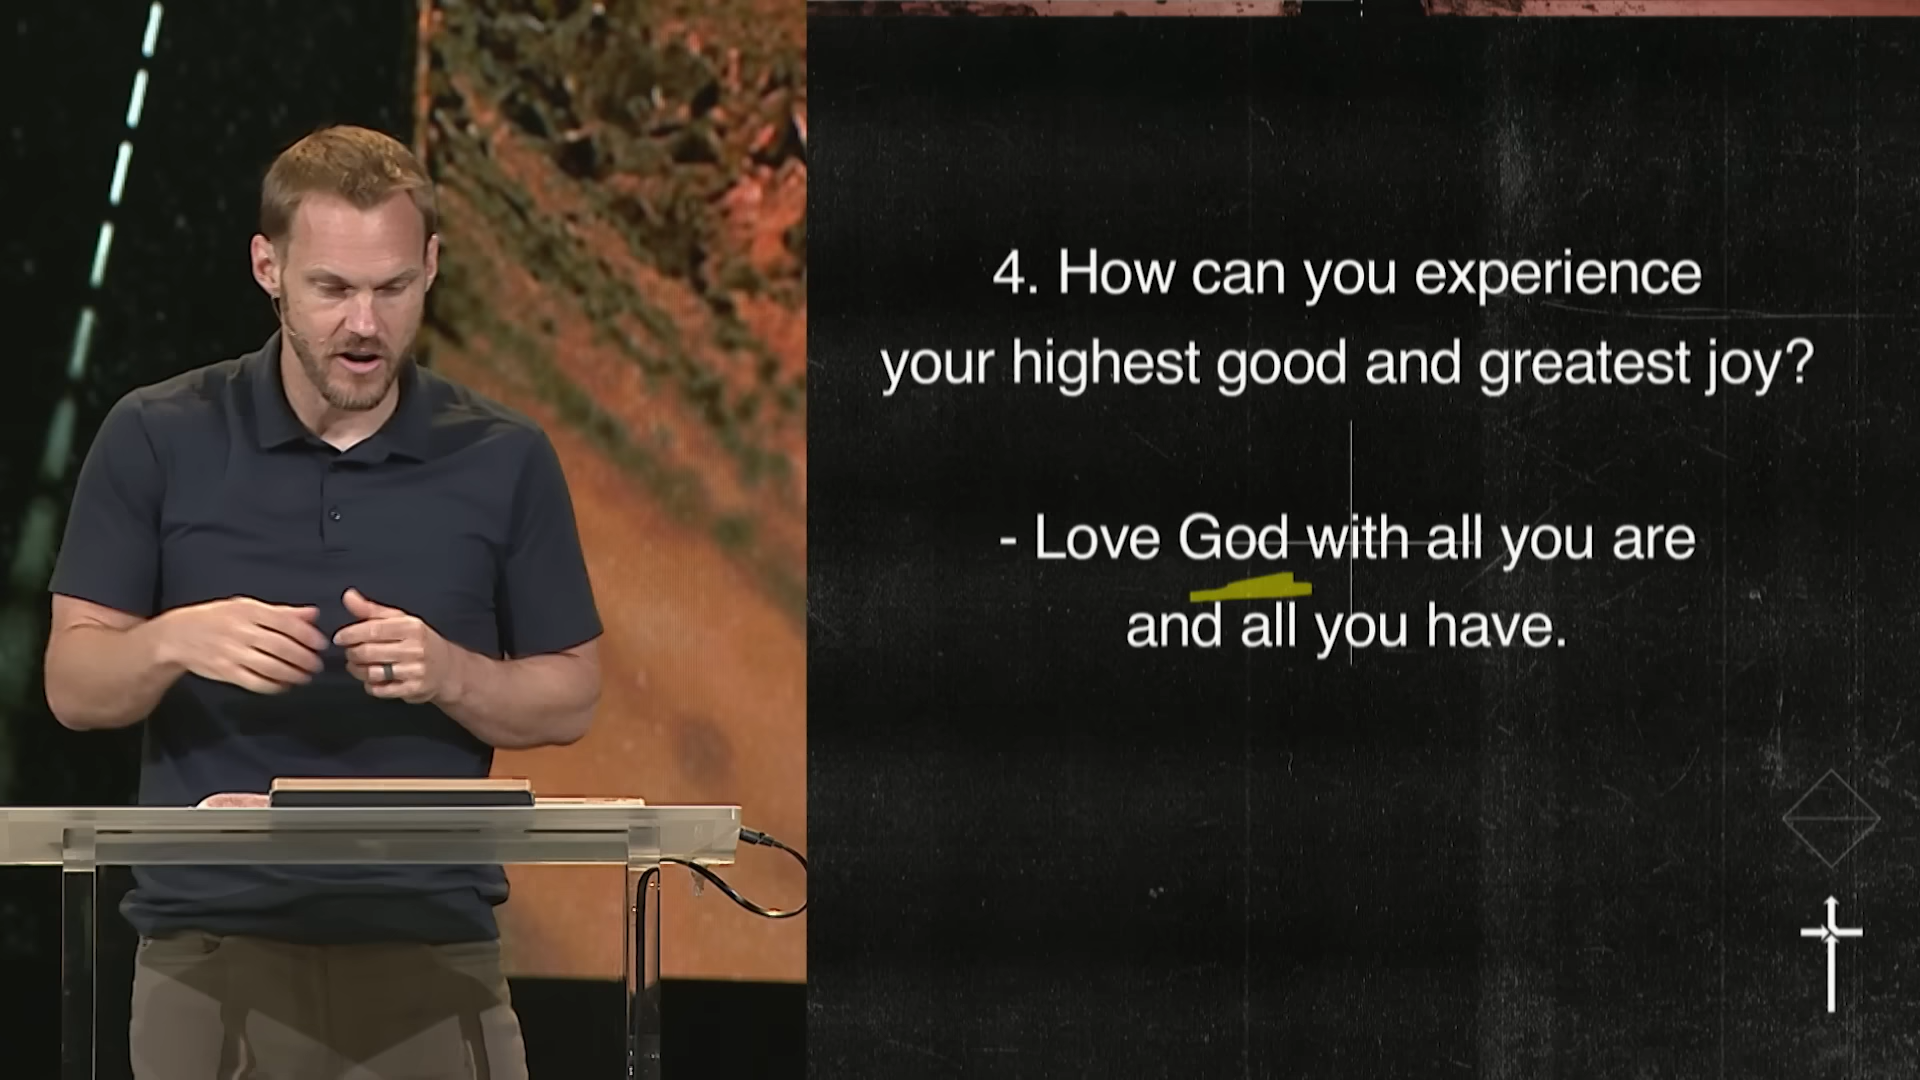 4. How can you experience
your highest good and greatest joy?
- Love God with all you are
and all you have.